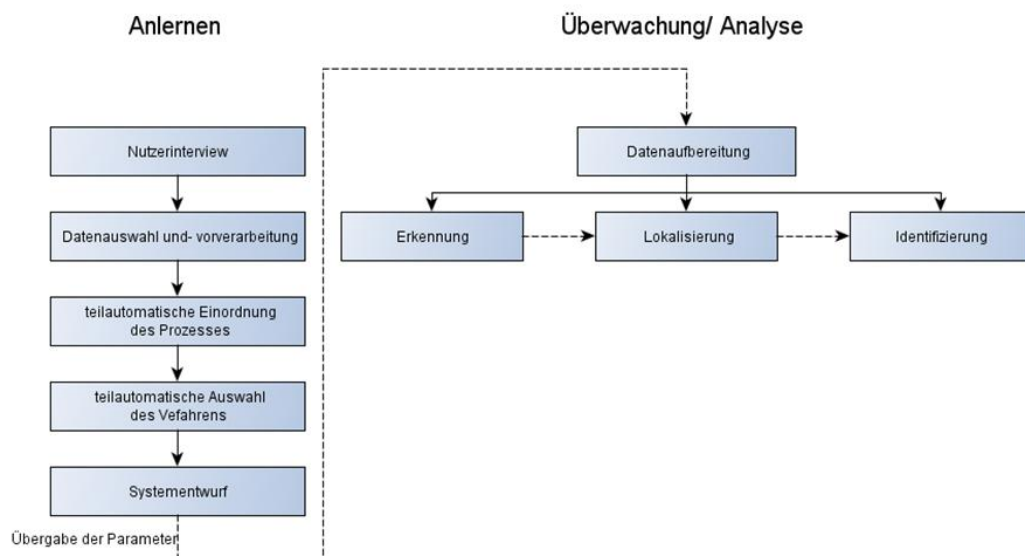 Anlernen
Nutzerinterview
Datenauswahl und- vorverarbeitung
teilautomatische Einordnung
des Prozesses
teilautomatische Auswahl
des Vefahrens
Systementwurf
Übergabe der Parameter
Überwachung/ Analyse
Datenaufbereitung
Erkennung
Lokalisierung
Identifizierung